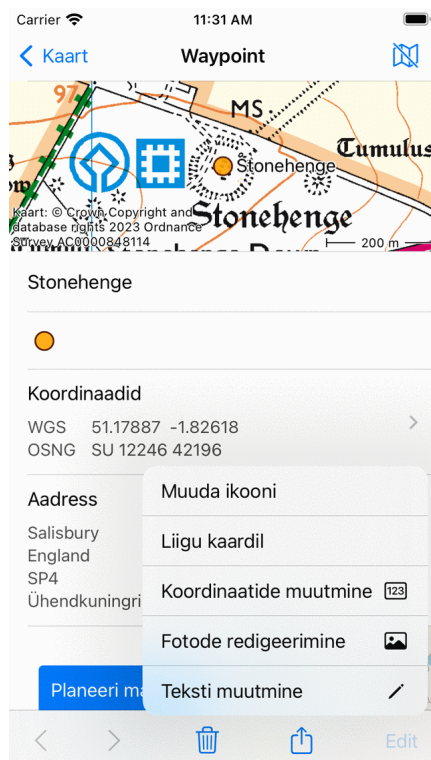 Carrier 11:31 AM
Kaart Waypoint
97
MS
Tumulus
Stonehenge
Stonehenge
Kaart: © Crown Copyright and
database rights 2023 Ordnance
Survey AC0000848114
200 m
Stonehenge Down
Stonehenge
Koordinaadid
WGS 51.17887 -1.82618
OSNG SU 12246 42196
Aadress
Salisbury
England
SP4
Ühendkuningri
Planeeri ma
Muuda ikooni
Liigu kaardil
Koordinaatide muutmine 123
Fotode redigeerimine
Teksti muutmine
Edit